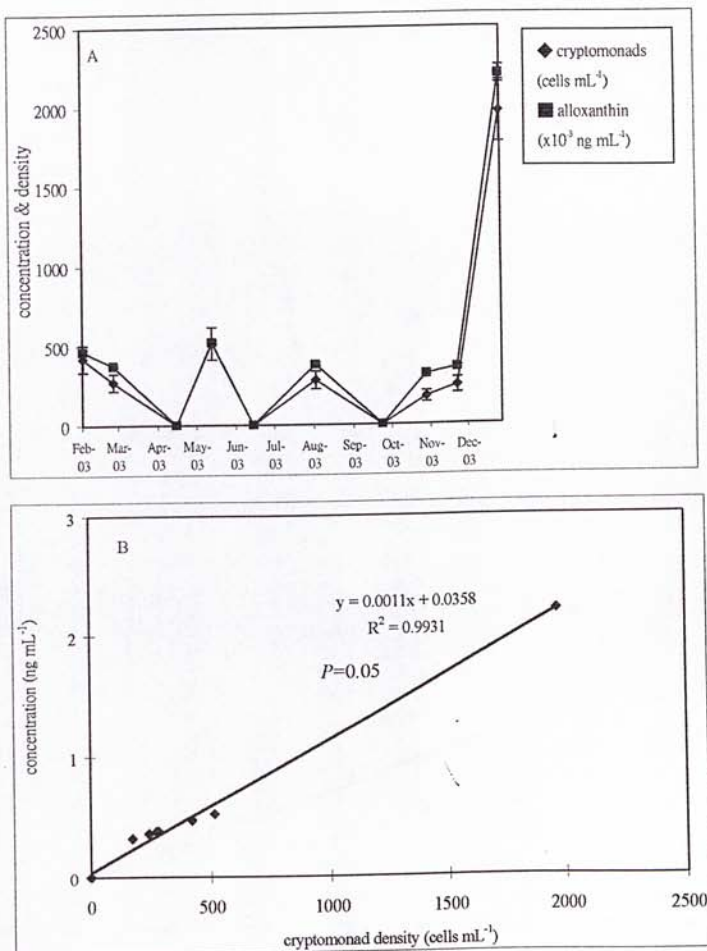 A
2500
2000
1500
1000
500
0
concentration & density
Feb-03 Mar-03 Apr-03 May-03 Jun-03 Jul-03 Aug-03 Sep-03 Oct-03 Nov-03 Dec-03
cryptomonads
(cells mL⁻¹)
alloxanthin
(x10⁻³ ng mL⁻¹)
B
3
2
1
0
concentration (ng mL⁻¹)
y = 0.0011x + 0.0358
R² = 0.9931
P=0.05
0 500 1000 1500 2000 2500
cryptomonad density (cells mL⁻¹)